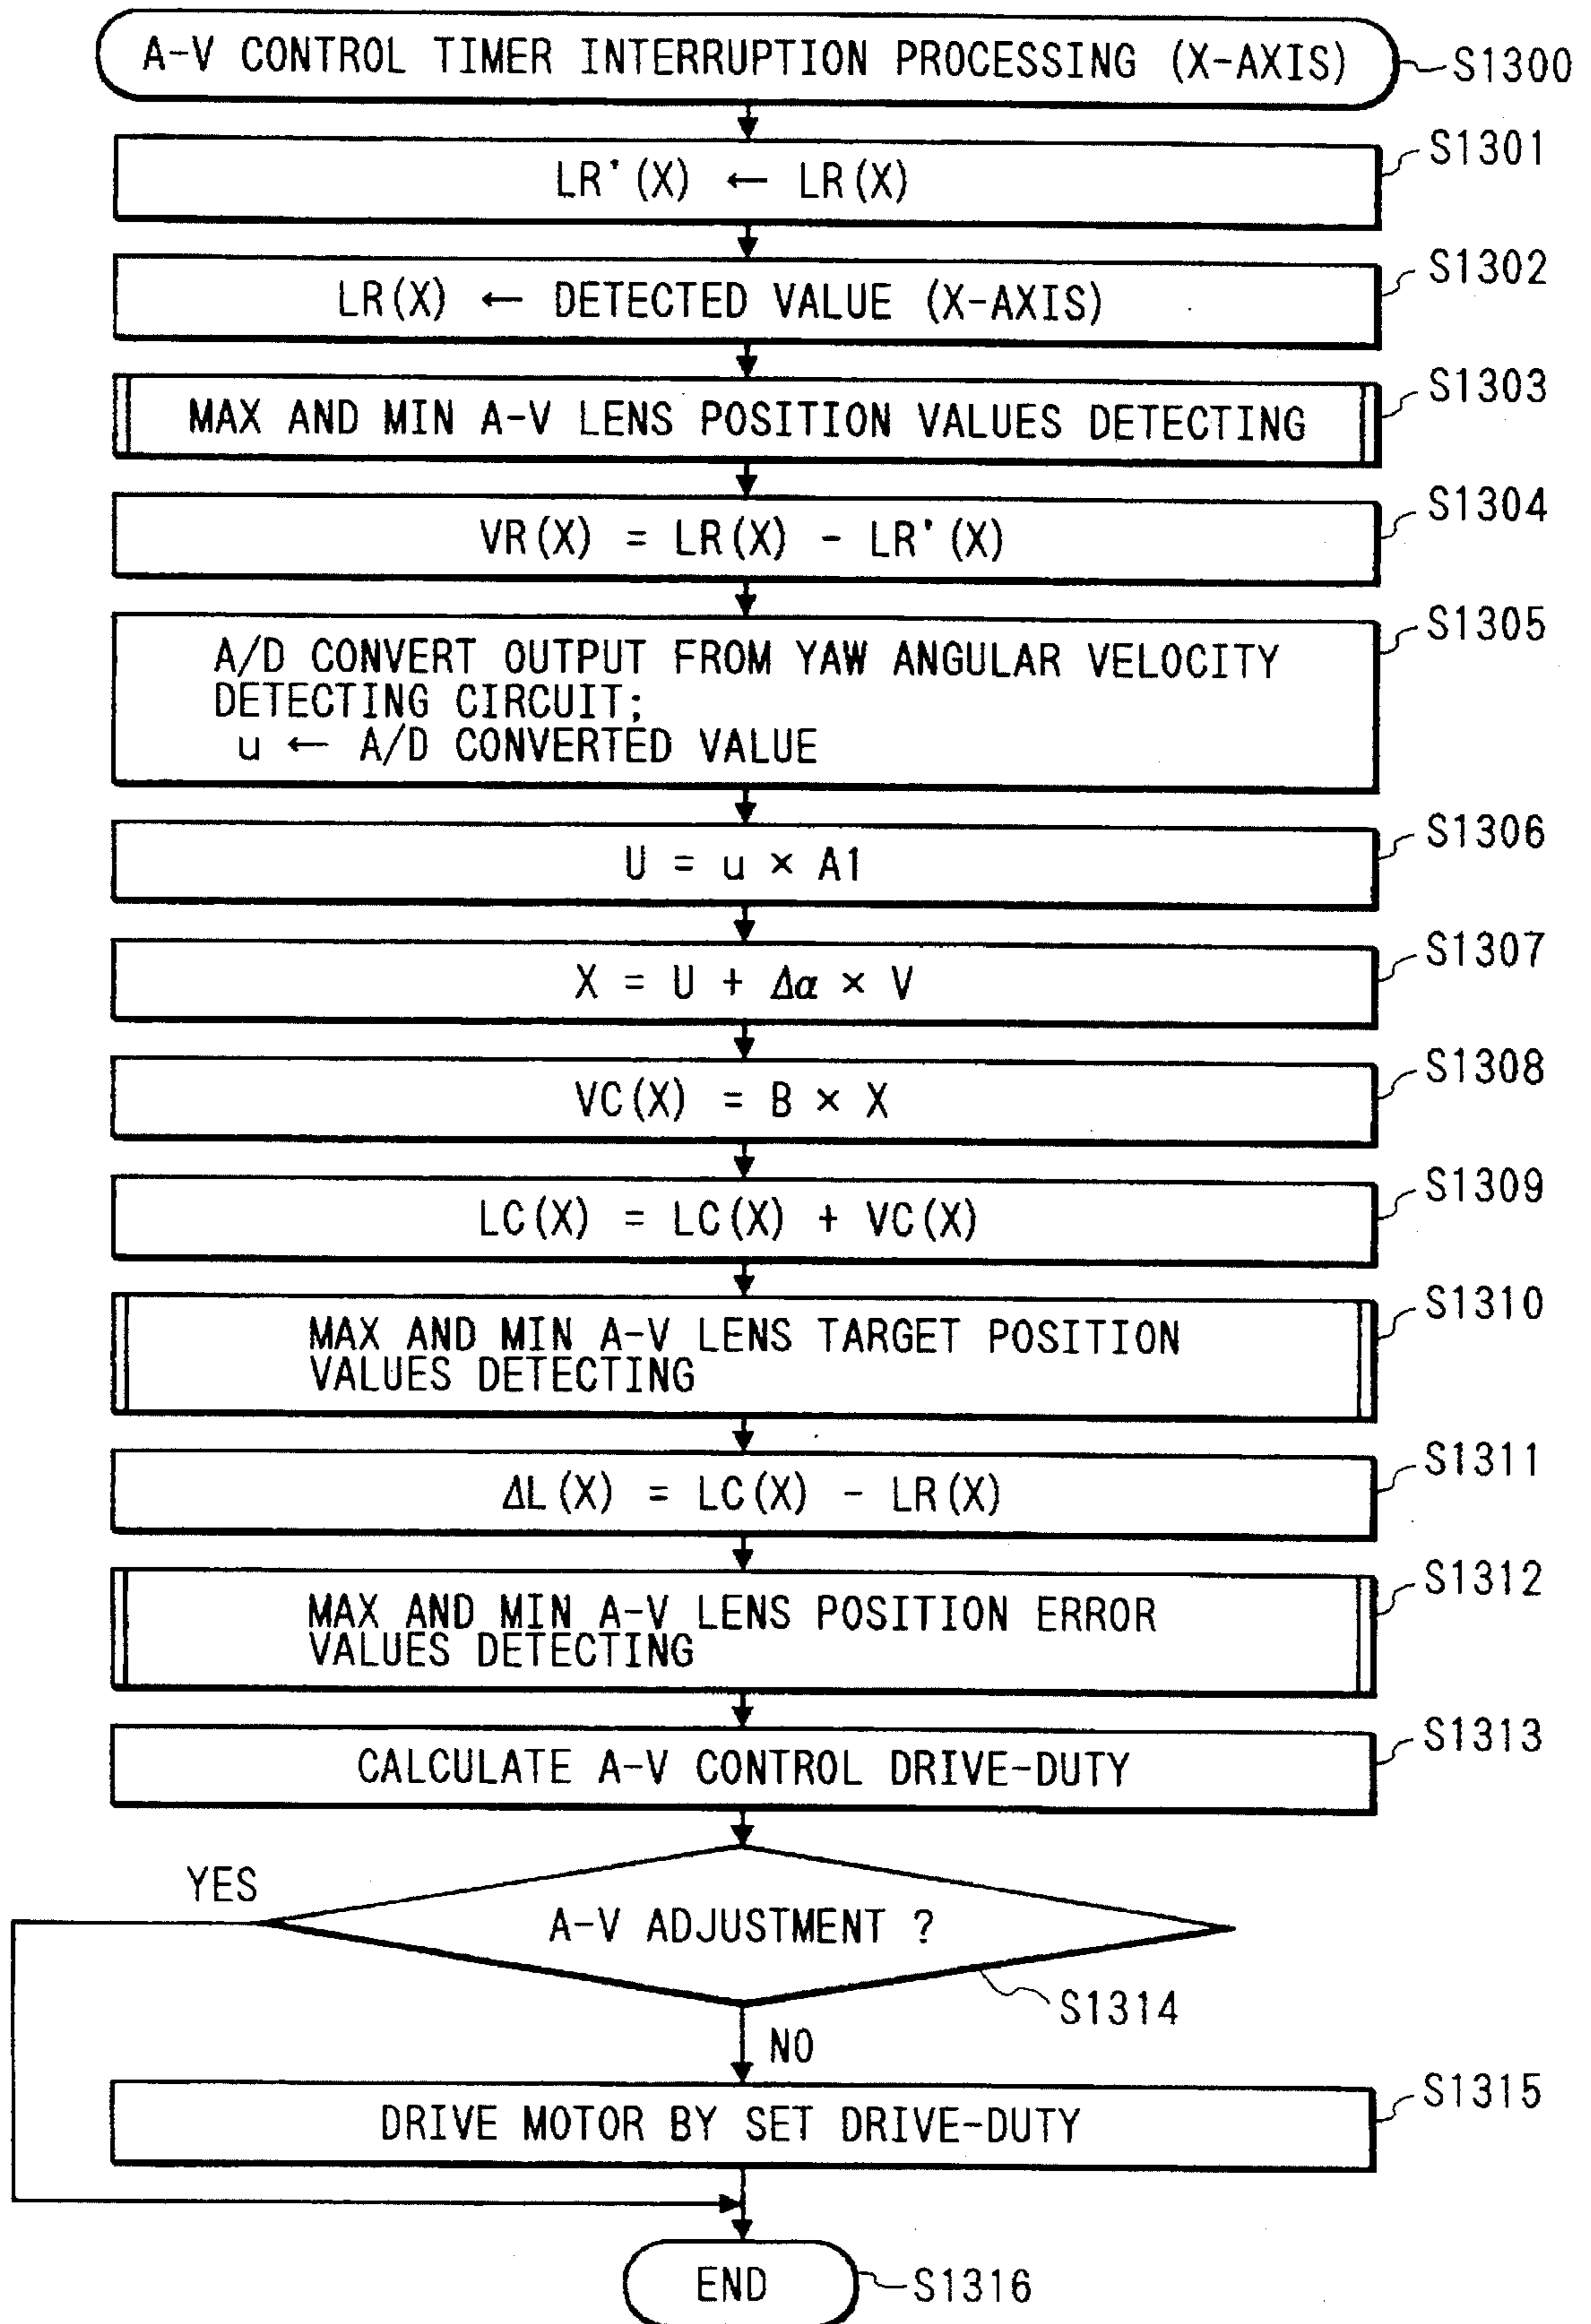 A-V CONTROL TIMER INTERRUPTION PROCESSING (X-AXIS)
S1300
S1301
LR'(X) ← LR(X)
S1302
LR(X) ← DETECTED VALUE (X-AXIS)
S1303
MAX AND MIN A-V LENS POSITION VALUES DETECTING
S1304
VR(X) = LR(X) - LR'(X)
S1305
A/D CONVERT OUTPUT FROM YAW ANGULAR VELOCITY
DETECTING CIRCUIT;
u ← A/D CONVERTED VALUE
S1306
U = u × A1
S1307
X = U + Δα × V
S1308
VC(X) = B × X
S1309
LC(X) = LC(X) + VC(X)
S1310
MAX AND MIN A-V LENS TARGET POSITION
VALUES DETECTING
S1311
ΔL(X) = LC(X) - LR(X)
S1312
MAX AND MIN A-V LENS POSITION ERROR
VALUES DETECTING
S1313
CALCULATE A-V CONTROL DRIVE-DUTY
YES
A-V ADJUSTMENT ?
S1314
NO
S1315
DRIVE MOTOR BY SET DRIVE-DUTY
END
S1316